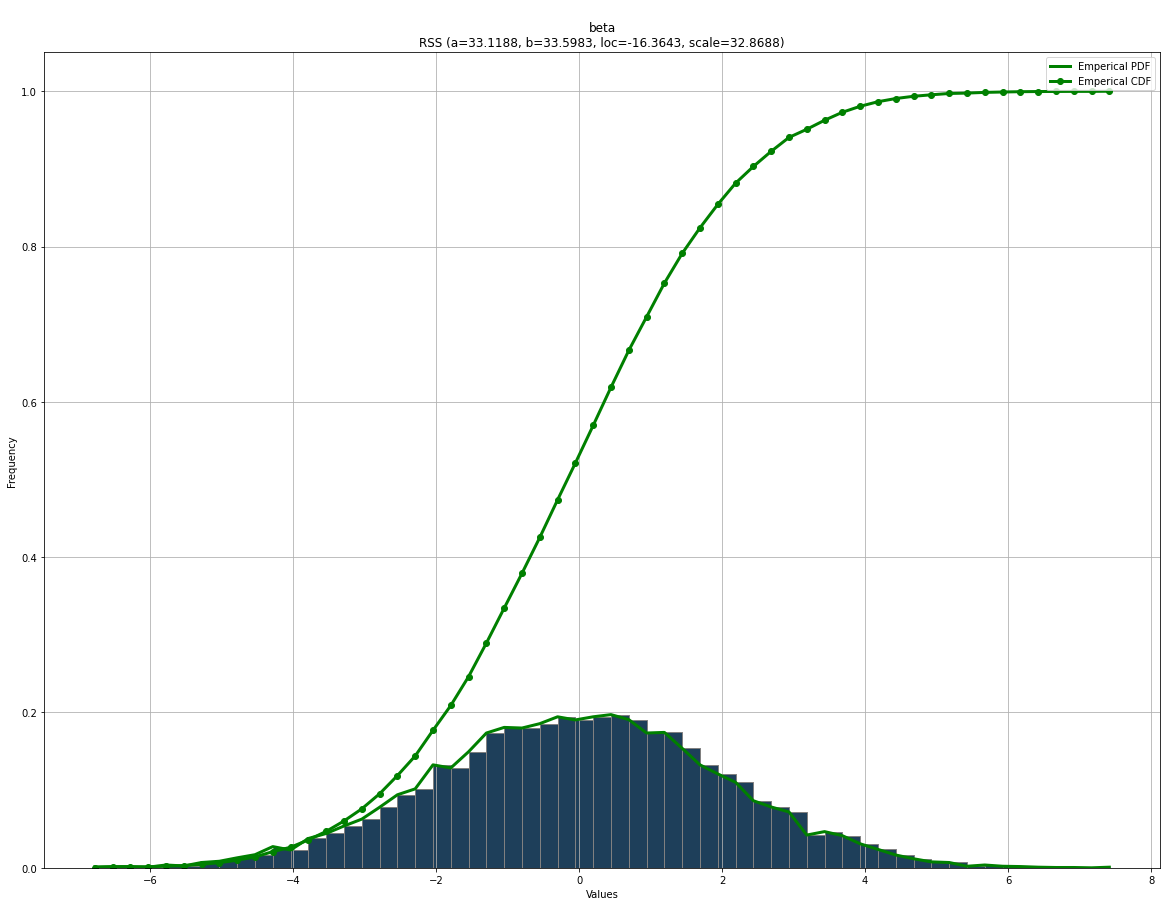 beta
RSS (a=33.1188, b=33.5983, loc=-16.3643, scale=32.8688)
Emperical PDF
Emperical CDF
1.0
0.8
0.6
0.4
0.2
0.0
Frequency
−6
−4
−2
0
2
4
6
8
Values